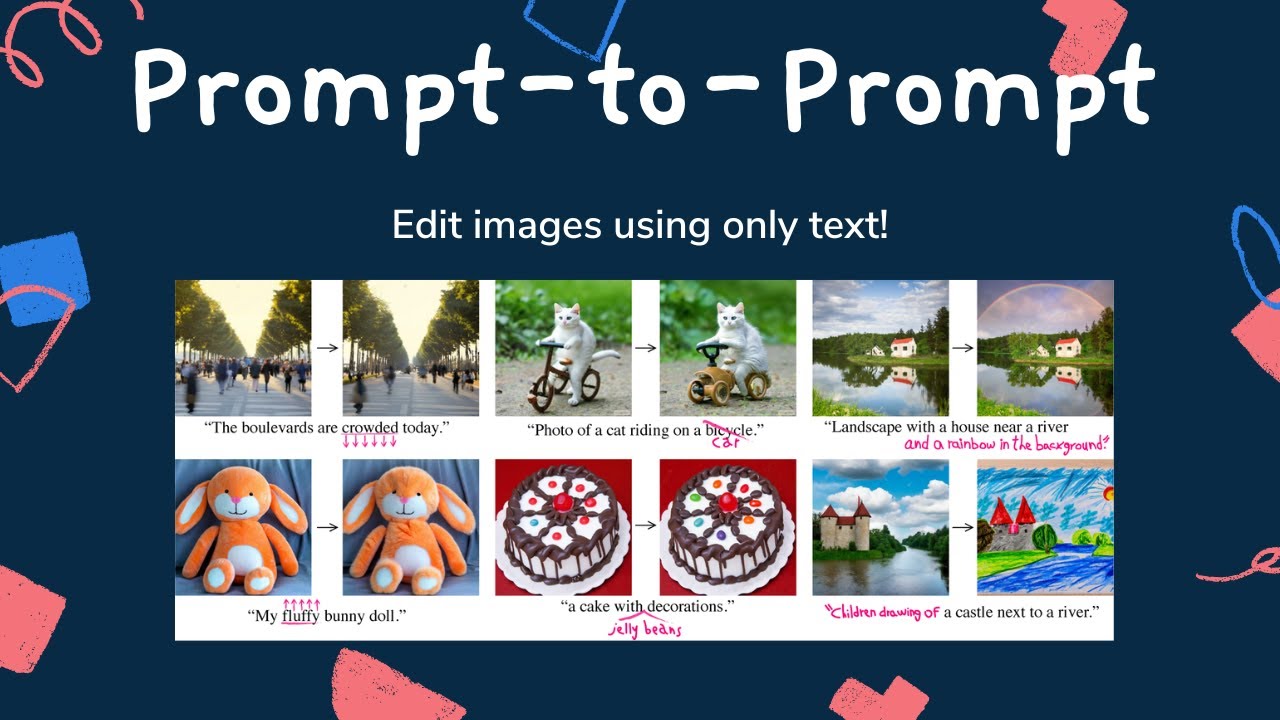 Prompt-to-Prompt
Edit images using only text!
“The boulevards are crowded today.”
“Photo of a cat riding on a bicycle.”
car
“Landscape with a house near a river
and a rainbow in the background.”
“My fluffy bunny doll.”
“a cake with decorations.”
jelly beans
“Children drawing of a castle next to a river.”